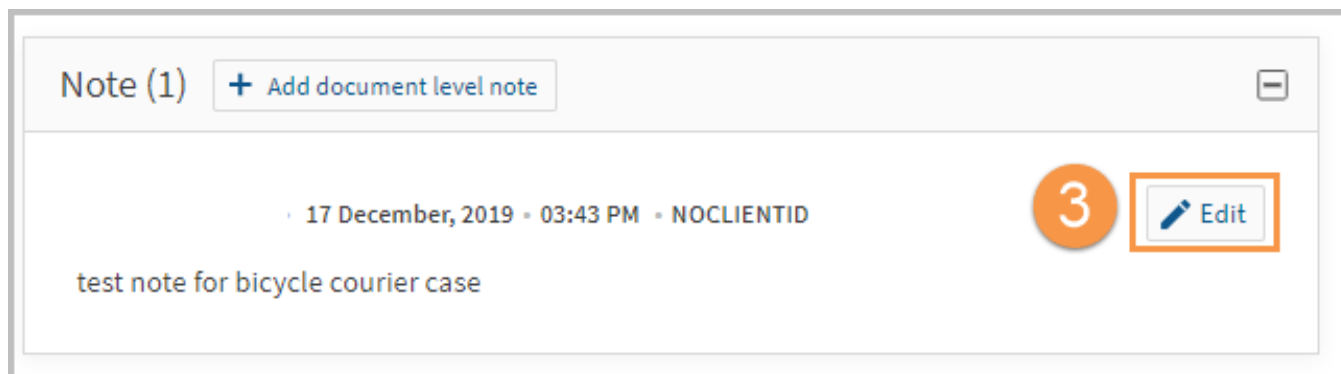 Note (1) + Add document level note
17 December, 2019 • 03:43 PM • NOCLIENTID
3
Edit
test note for bicycle courier case